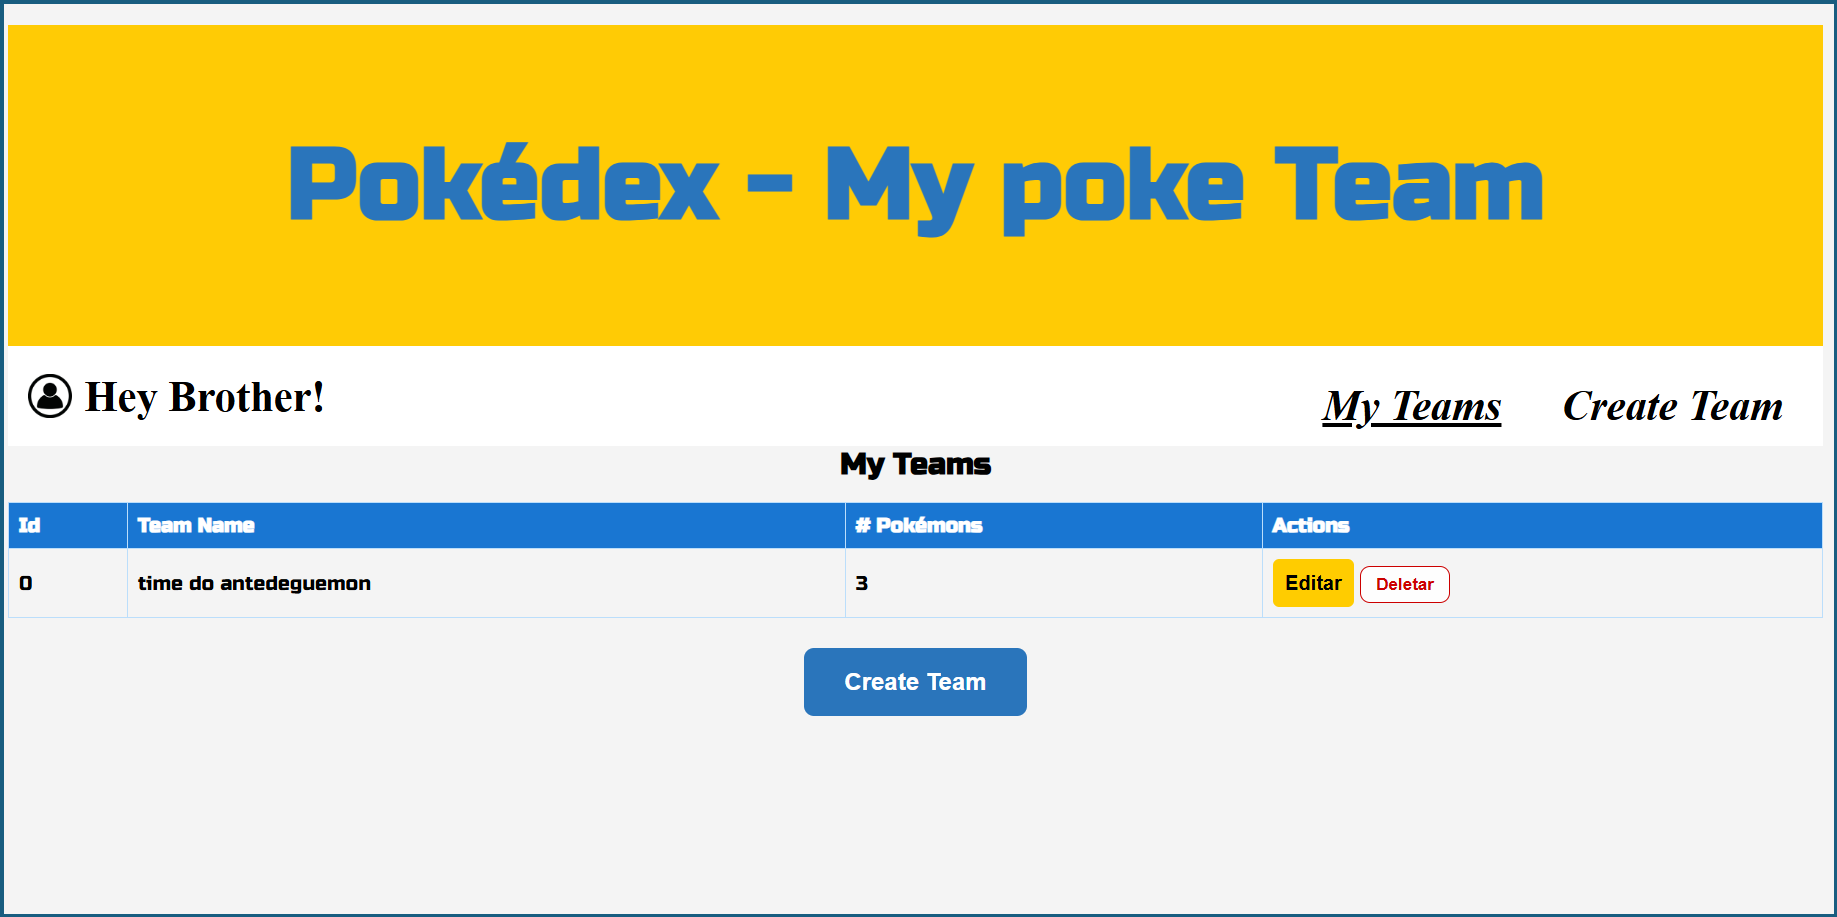 Pokédex - My poke Team
Hey Brother!
My Teams
Create Team
My Teams
Id
Team Name
# Pokémons
Actions
0
time do antedeguemon
3
Editar
Deletar
Create Team